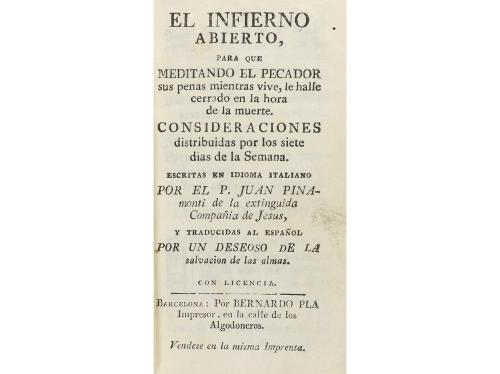 EL INFIERNO
ABIERTO,
PARA QUE
MEDITANDO EL PECADOR
sus penas mientras vive, le halle
cerrado en la hora
de la muerte.
CONSIDERACIONES
distribuidas por los siete
dias de la Semana.
ESCRITAS EN IDIOMA ITALIANO
POR EL P. JUAN PINA-
monti de la extinguida
Compañia de Jesus,
Y TRADUCIDAS AL ESPAÑOL
POR UN DESEOSO DE LA
salvacion de las almas.
CON LICENCIA.
BARCELONA: Por BERNARDO PLA
Impresor, en la calle de los
Algodoneros.
Vendese en la misma Imprenta.